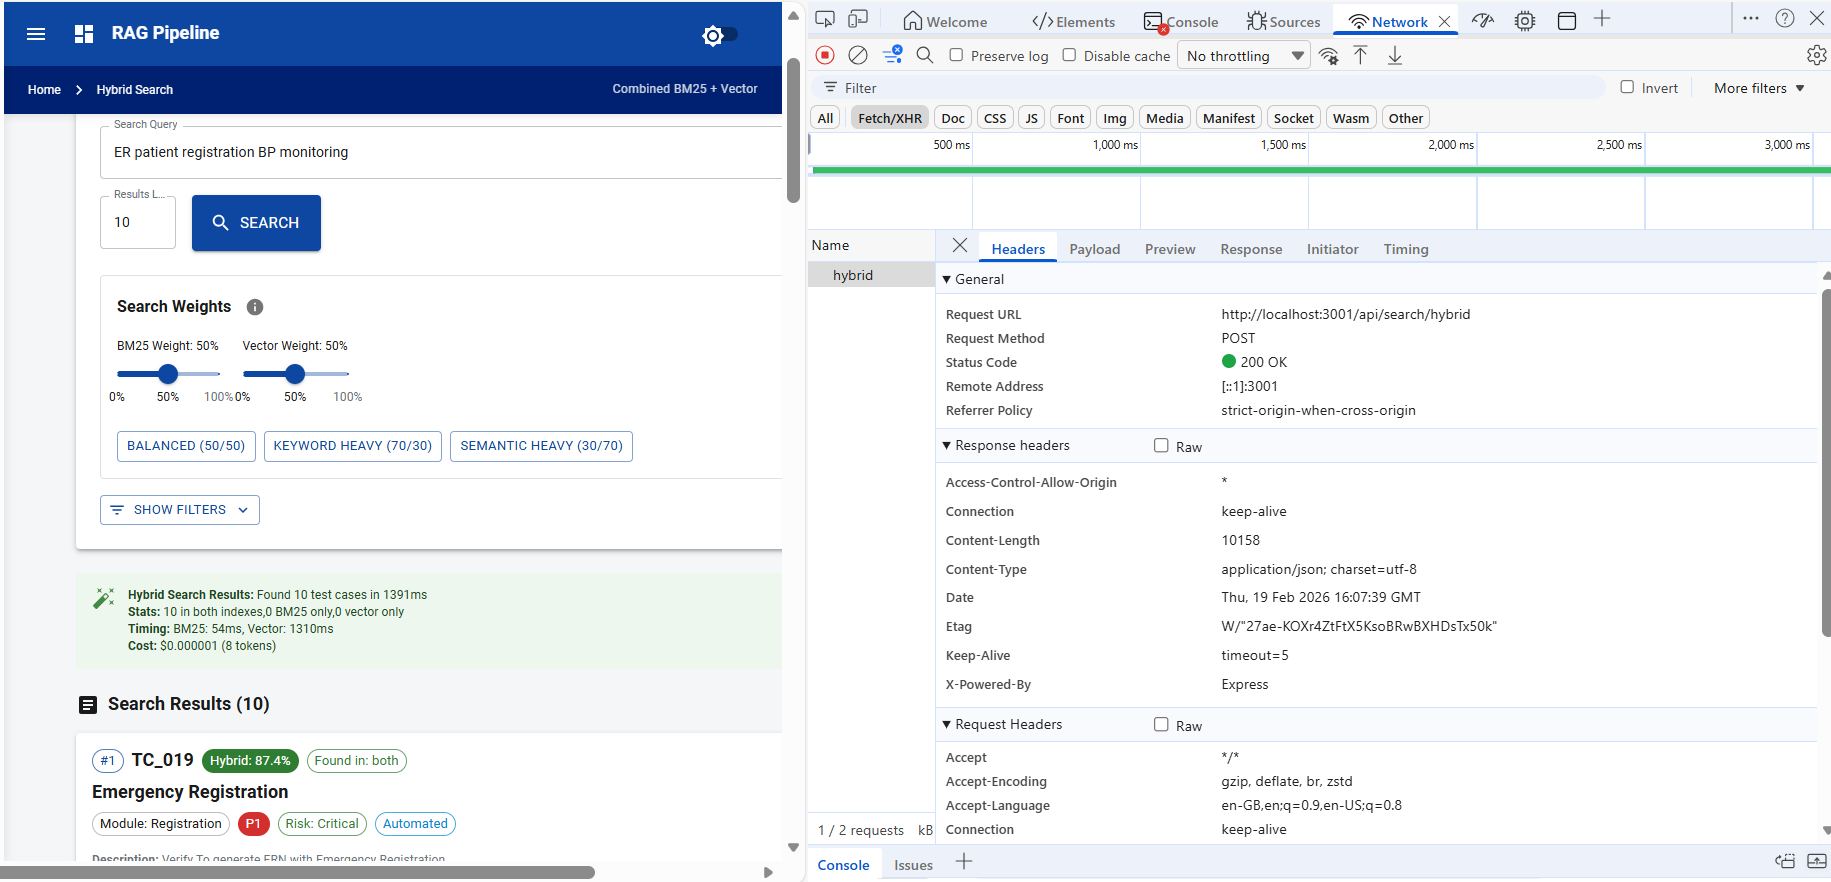 RAG Pipeline
Home
Hybrid Search
Combined BM25 + Vector
Search Query
ER patient registration BP monitoring
Results L...
10
SEARCH
Search Weights
BM25 Weight: 50%
Vector Weight: 50%
0%
50%
100%
0%
50%
100%
BALANCED (50/50)
KEYWORD HEAVY (70/30)
SEMANTIC HEAVY (30/70)
SHOW FILTERS
Hybrid Search Results: Found 10 test cases in 1391ms
Stats: 10 in both indexes,0 BM25 only,0 vector only
Timing: BM25: 54ms, Vector: 1310ms
Cost: $0.000001 (8 tokens)
Search Results (10)
#1 TC_019 Hybrid: 87.4% Found in: both
Emergency Registration
Module: Registration P1 Risk: Critical Automated
Description: Verify To generate ERN with Emergency Registration
Welcome
</>Elements
Console
Sources
Network
Preserve log
Disable cache
No throttling
Filter
Invert
More filters
All
Fetch/XHR
Doc
CSS
JS
Font
Img
Media
Manifest
Socket
Wasm
Other
500 ms
1,000 ms
1,500 ms
2,000 ms
2,500 ms
3,000 ms
Name
hybrid
Headers
Payload
Preview
Response
Initiator
Timing
General
Request URL http://localhost:3001/api/search/hybrid
Request Method POST
Status Code 200 OK
Remote Address [::1]:3001
Referrer Policy strict-origin-when-cross-origin
Response headers Raw
Access-Control-Allow-Origin *
Connection keep-alive
Content-Length 10158
Content-Type application/json; charset=utf-8
Date Thu, 19 Feb 2026 16:07:39 GMT
Etag W/"27ae-KOXr4ZtFtX5KsoBRwBXHDsTx50k"
Keep-Alive timeout=5
X-Powered-By Express
Request Headers Raw
Accept */*
Accept-Encoding gzip, deflate, br, zstd
Accept-Language en-GB,en;q=0.9,en-US;q=0.8
Connection keep-alive
1 / 2 requests kB
Console
Issues